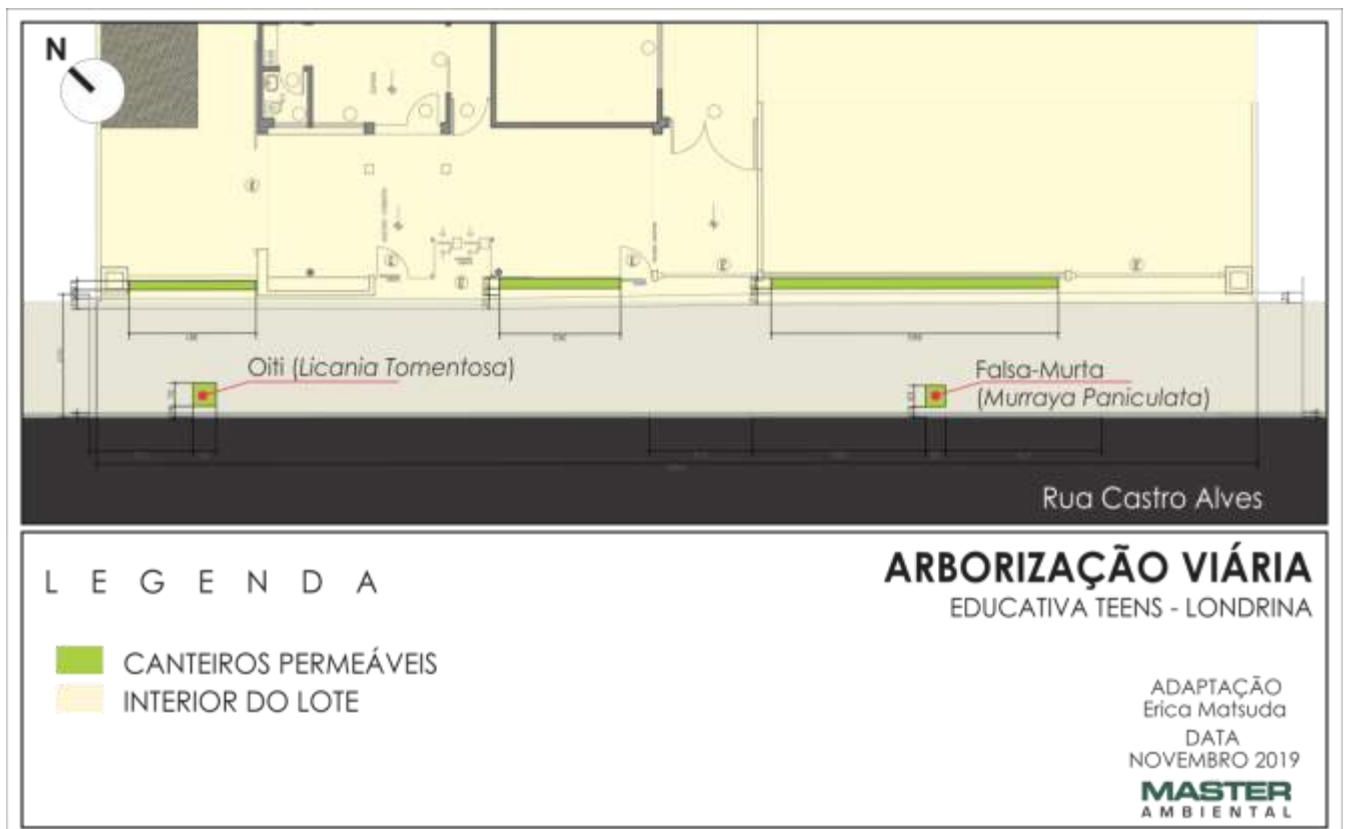 N
Oiti (Licania Tomentosa)
Falsa-Murta
(Murraya Paniculata)
Rua Castro Alves
L E G E N D A
CANTEIROS PERMEÁVEIS
INTERIOR DO LOTE
ARBORIZAÇÃO VIÁRIA
EDUCATIVA TEENS - LONDRINA
ADAPTAÇÃO
Erica Matsuda
DATA
NOVEMBRO 2019
MASTER
AMBIENTAL